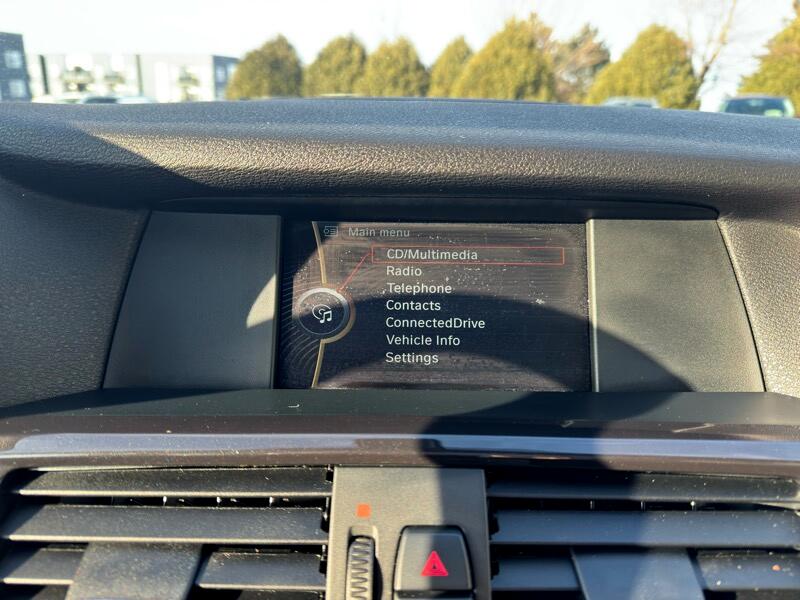 Main menu
CD/Multimedia
Radio
Telephone
Contacts
ConnectedDrive
Vehicle Info
Settings